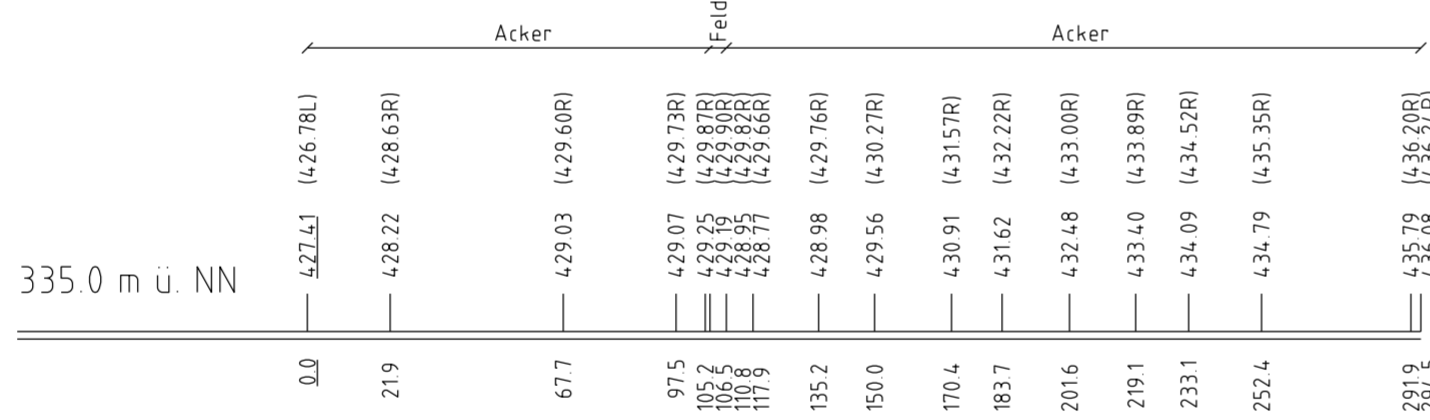 Acker Feld Acker
(426.78L) (428.63R) (429.60R) (429.73R) (429.87R) (429.90R) (429.82R) (429.66R) (429.76R) (430.27R) (431.57R) (432.22R) (433.00R) (433.89R) (434.52R) (435.35R) (436.20R)
427.41 428.22 429.03 429.07 429.25 429.19 428.95 428.77 428.98 429.56 430.91 431.62 432.48 433.40 434.09 434.79 435.79
335.0 m ü. NN
0.0 21.9 67.7 97.5 105.2 106.5 110.8 117.9 135.2 150.0 170.4 183.7 201.6 219.1 233.1 252.4 291.9